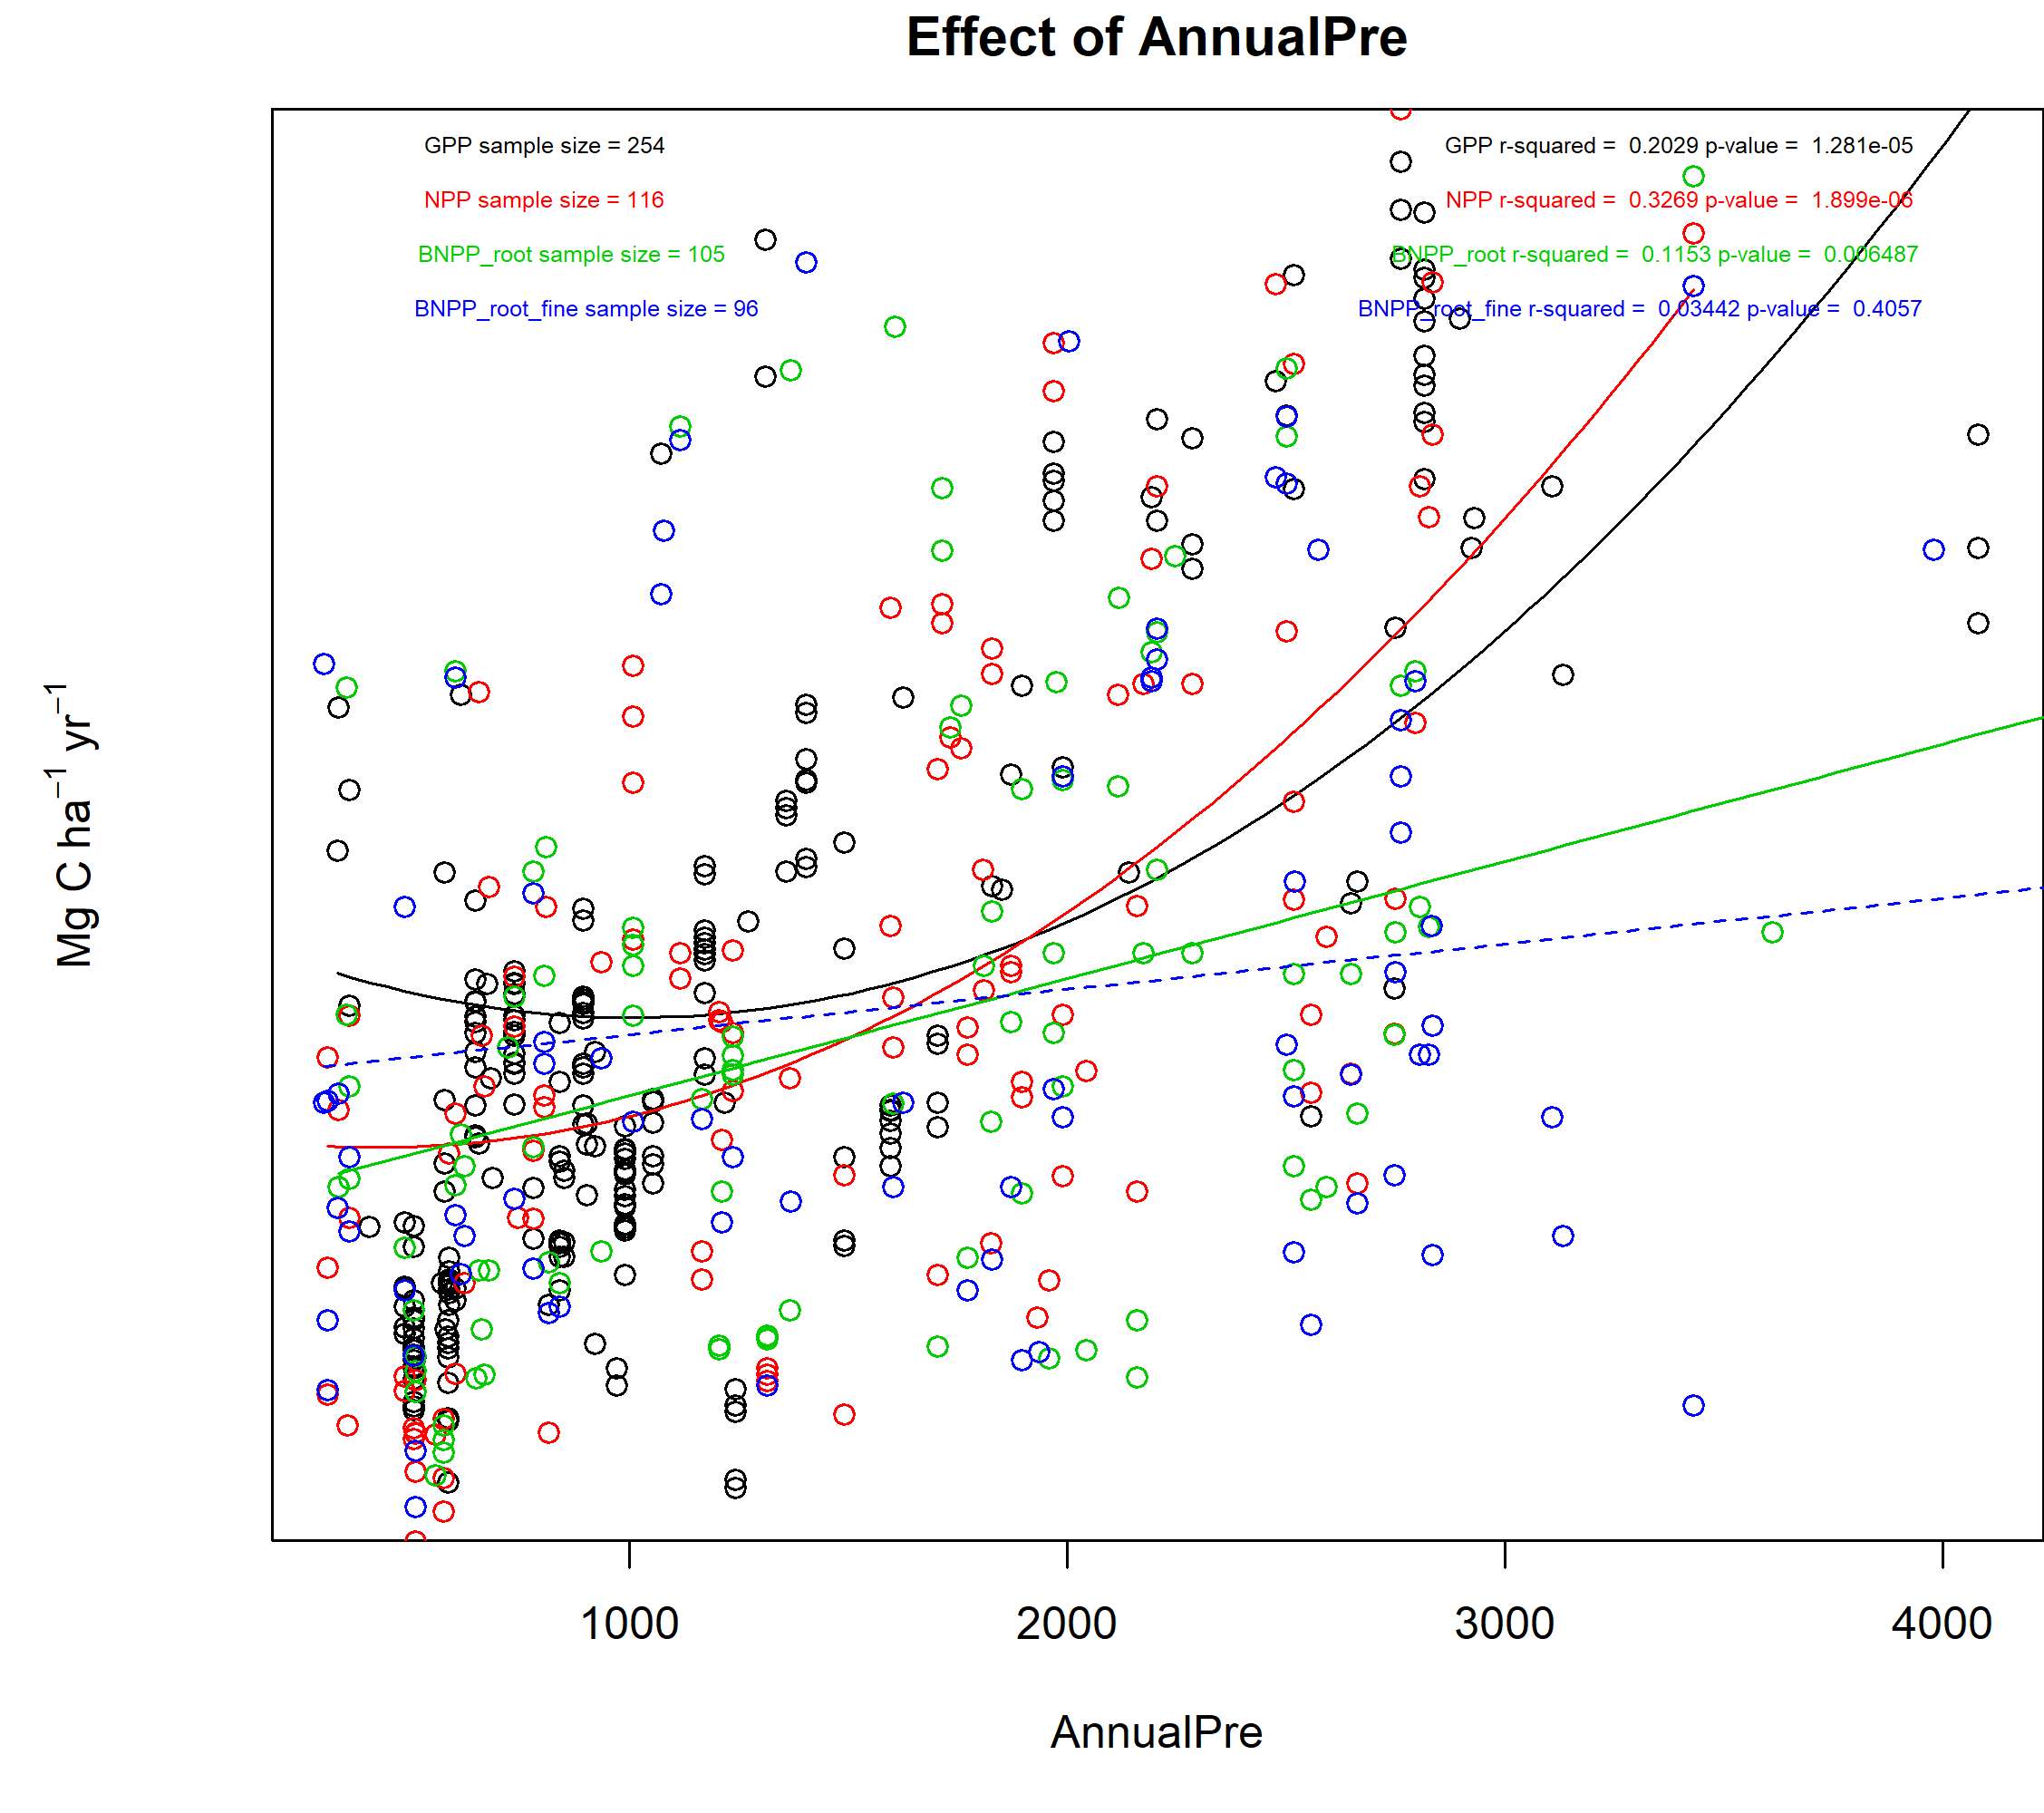 Effect of AnnualPre
GPP sample size = 254
GPP r-squared = 0.2029 p-value = 1.281e-05
NPP sample size = 116
NPP r-squared = 0.3269 p-value = 1.899e-06
BNPP_root sample size = 105
BNPP_root r-squared = 0.1153 p-value = 0.006487
BNPP_root_fine sample size = 96
BNPP_root_fine r-squared = 0.03442 p-value = 0.4057
Mg C ha⁻¹ yr⁻¹
1000 2000 3000 4000
AnnualPre